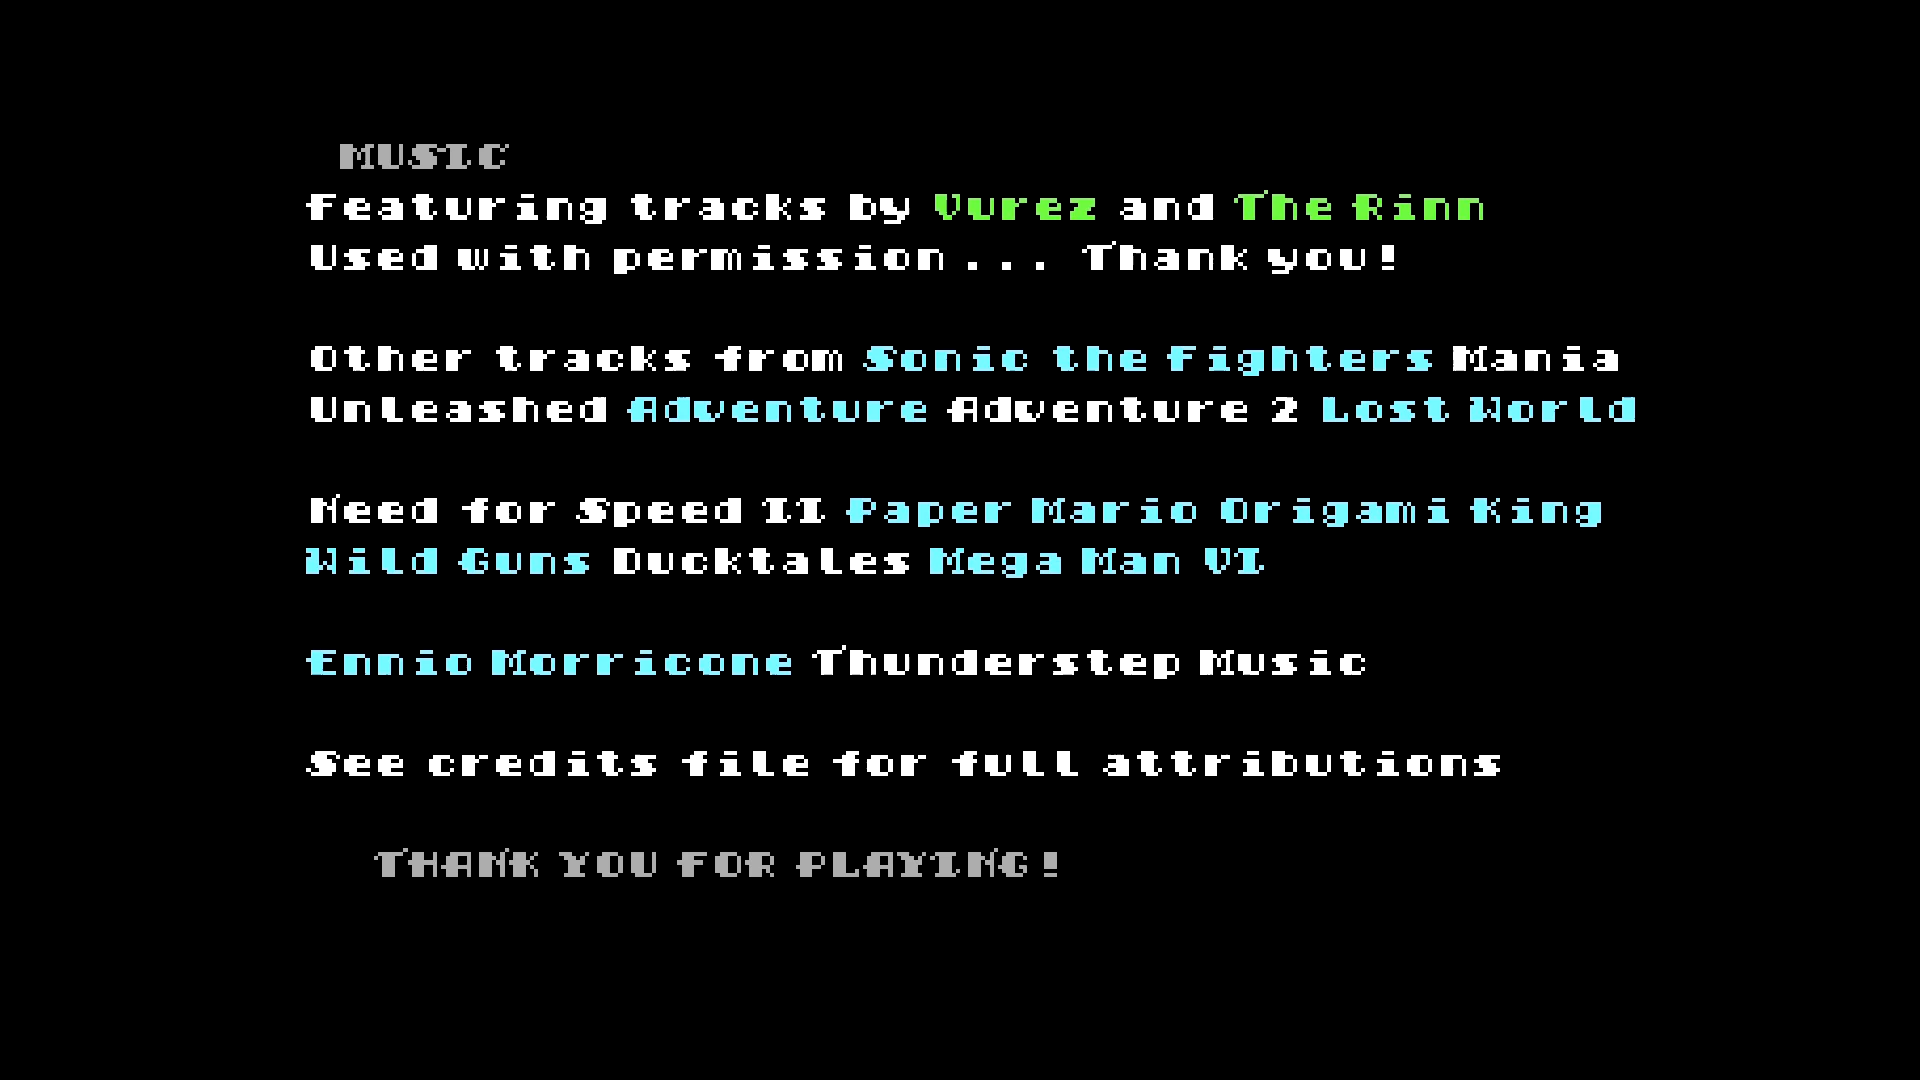 MUSIC
Featuring tracks by Vurez and The Rinn
Used with permission... Thank you!
Other tracks from Sonic the Fighters Mania
Unleashed Adventure Adventure 2 Lost World
Need for Speed II Paper Mario Origami King
Wild Guns Ducktales Mega Man VI
Ennio Morricone Thunderstep Music
See credits file for full attributions
THANK YOU FOR PLAYING!